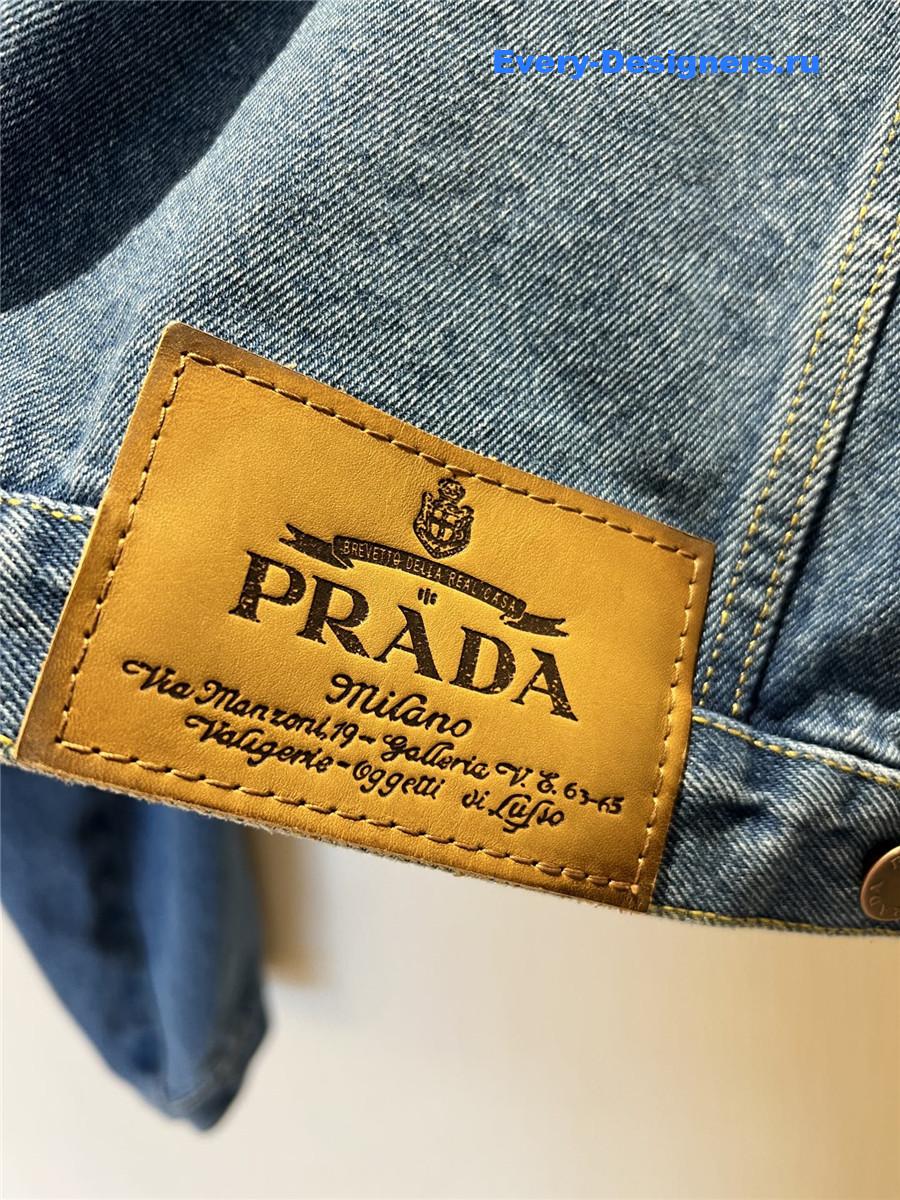 Every-Designers.ru
BREVETTO DELLA REAL CASA
PRADA
Milano
Via Manzoni,19-Galleria V. E. 63-65
Valigerie-Oggetti di Lusso